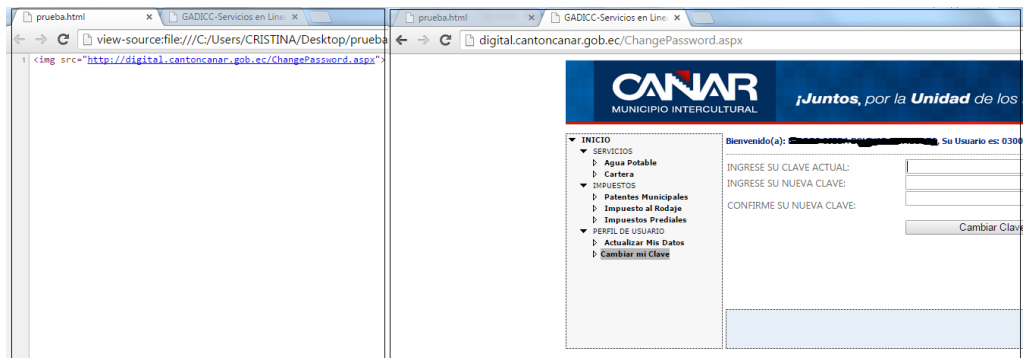 prueba.html
GADICC-Servicios en Líne
view-source:file:///C:/Users/CRISTINA/Desktop/prueba
1 <img src="http://digital.cantoncanar.gob.ec/ChangePassword.aspx">
prueba.html
GADICC-Servicios en Líne
digital.cantoncanar.gob.ec/ChangePassword.aspx
CAÑAR
MUNICIPIO INTERCULTURAL
¡Juntos, por la Unidad de los
INICIO
SERVICIOS
Agua Potable
Cartera
IMPUESTOS
Patentes Municipales
Impuesto al Rodaje
Impuestos Prediales
PERFIL DE USUARIO
Actualizar Mis Datos
Cambiar mi Clave
Bienvenido(a): , Su Usuario es: 0300
INGRESE SU CLAVE ACTUAL:
INGRESE SU NUEVA CLAVE:
CONFIRME SU NUEVA CLAVE:
Cambiar Clave